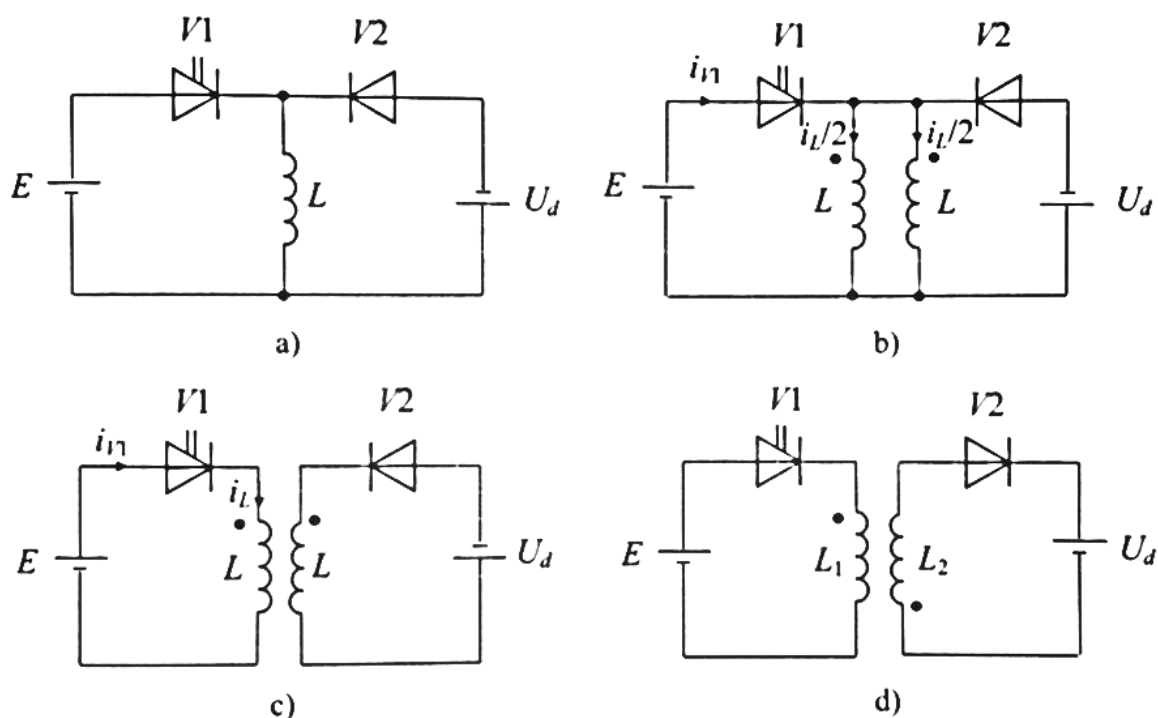 V1 V2
E L U_d
a)
V1 V2
i_V1
i_L/2 i_L/2
E L L U_d
b)
V1 V2
i_V1
i_L
E L L U_d
c)
V1 V2
E L_1 L_2 U_d
d)